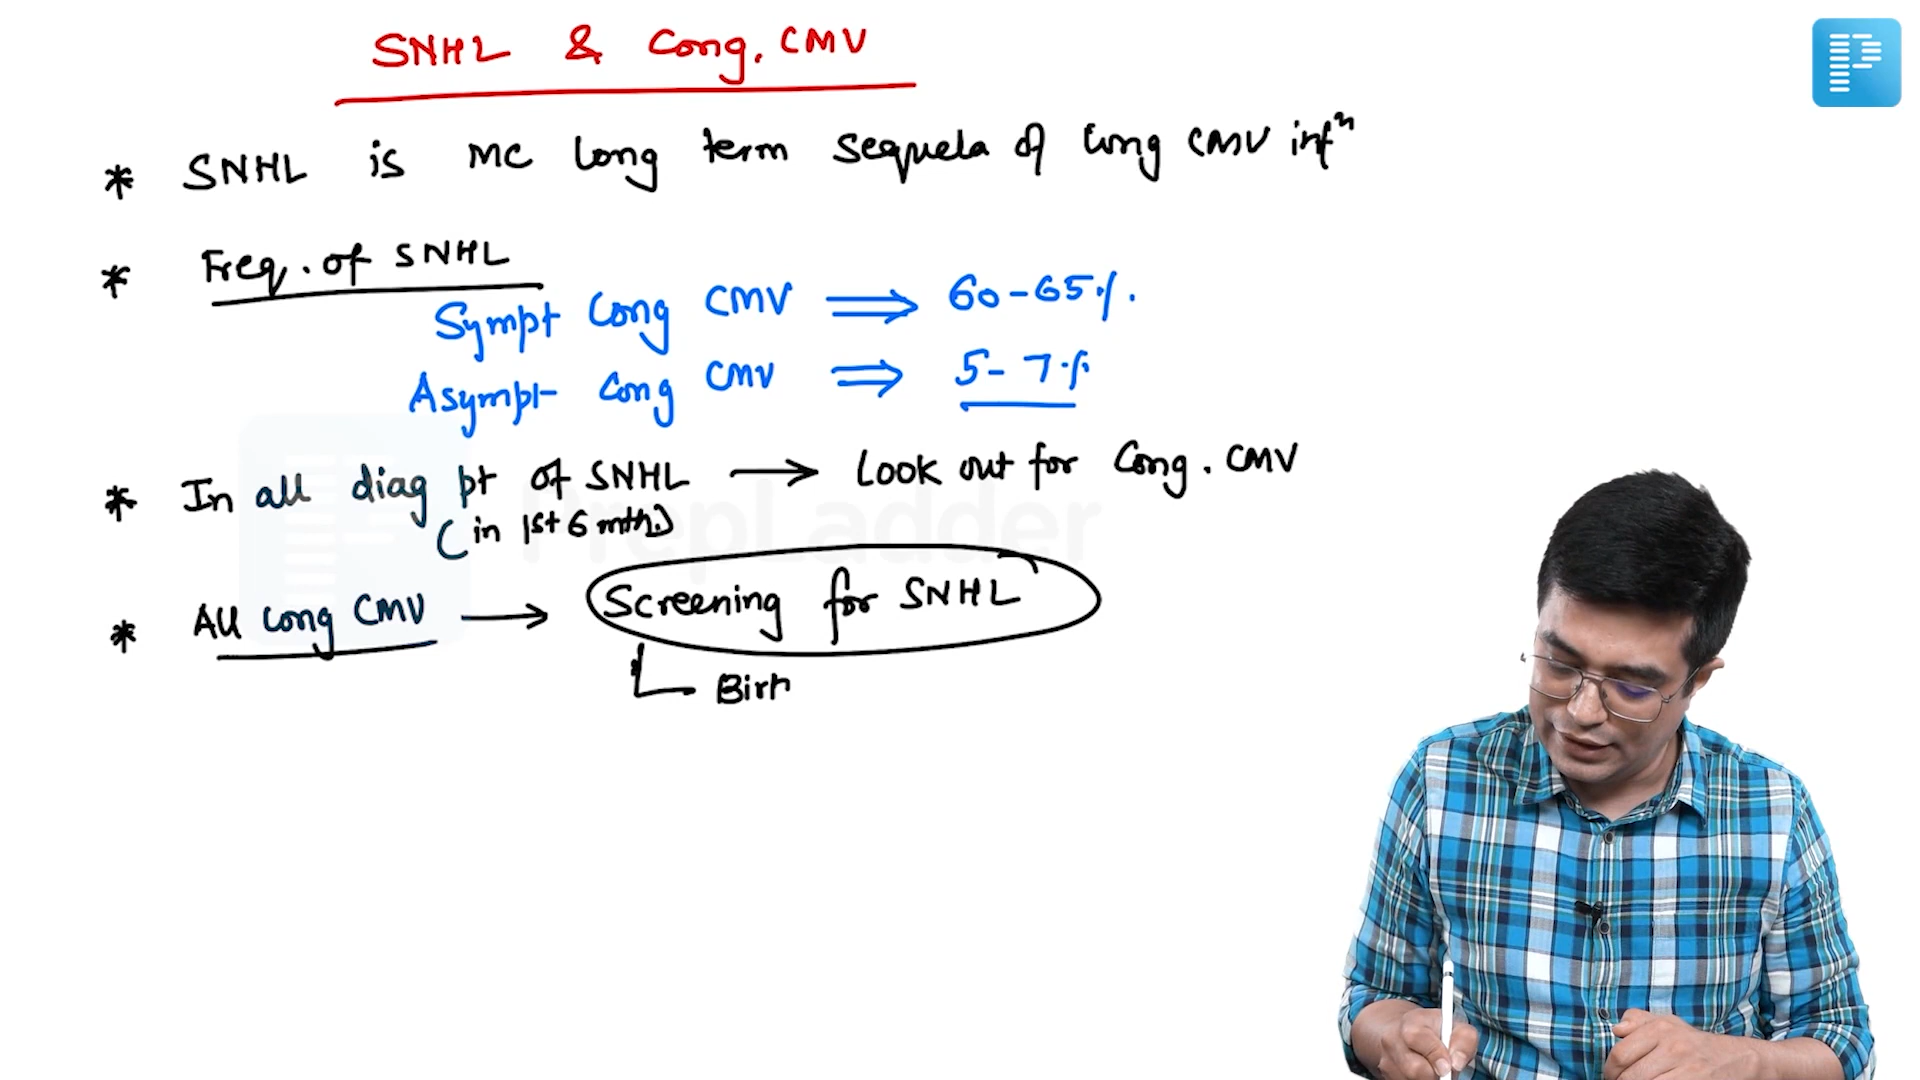 SNHL & Cong. CMV
* SNHL is MC long term sequela of Cong CMV infⁿ
* Freq. of SNHL
Sympt Cong CMV ⟹ 60-65%.
Asympt Cong CMV ⟹ 5-7%
* In all diag pt of SNHL → Look out for Cong. CMV
(in 1st 6 mth)
PrepLadder
* All Cong CMV → Screening for SNHL
Birt